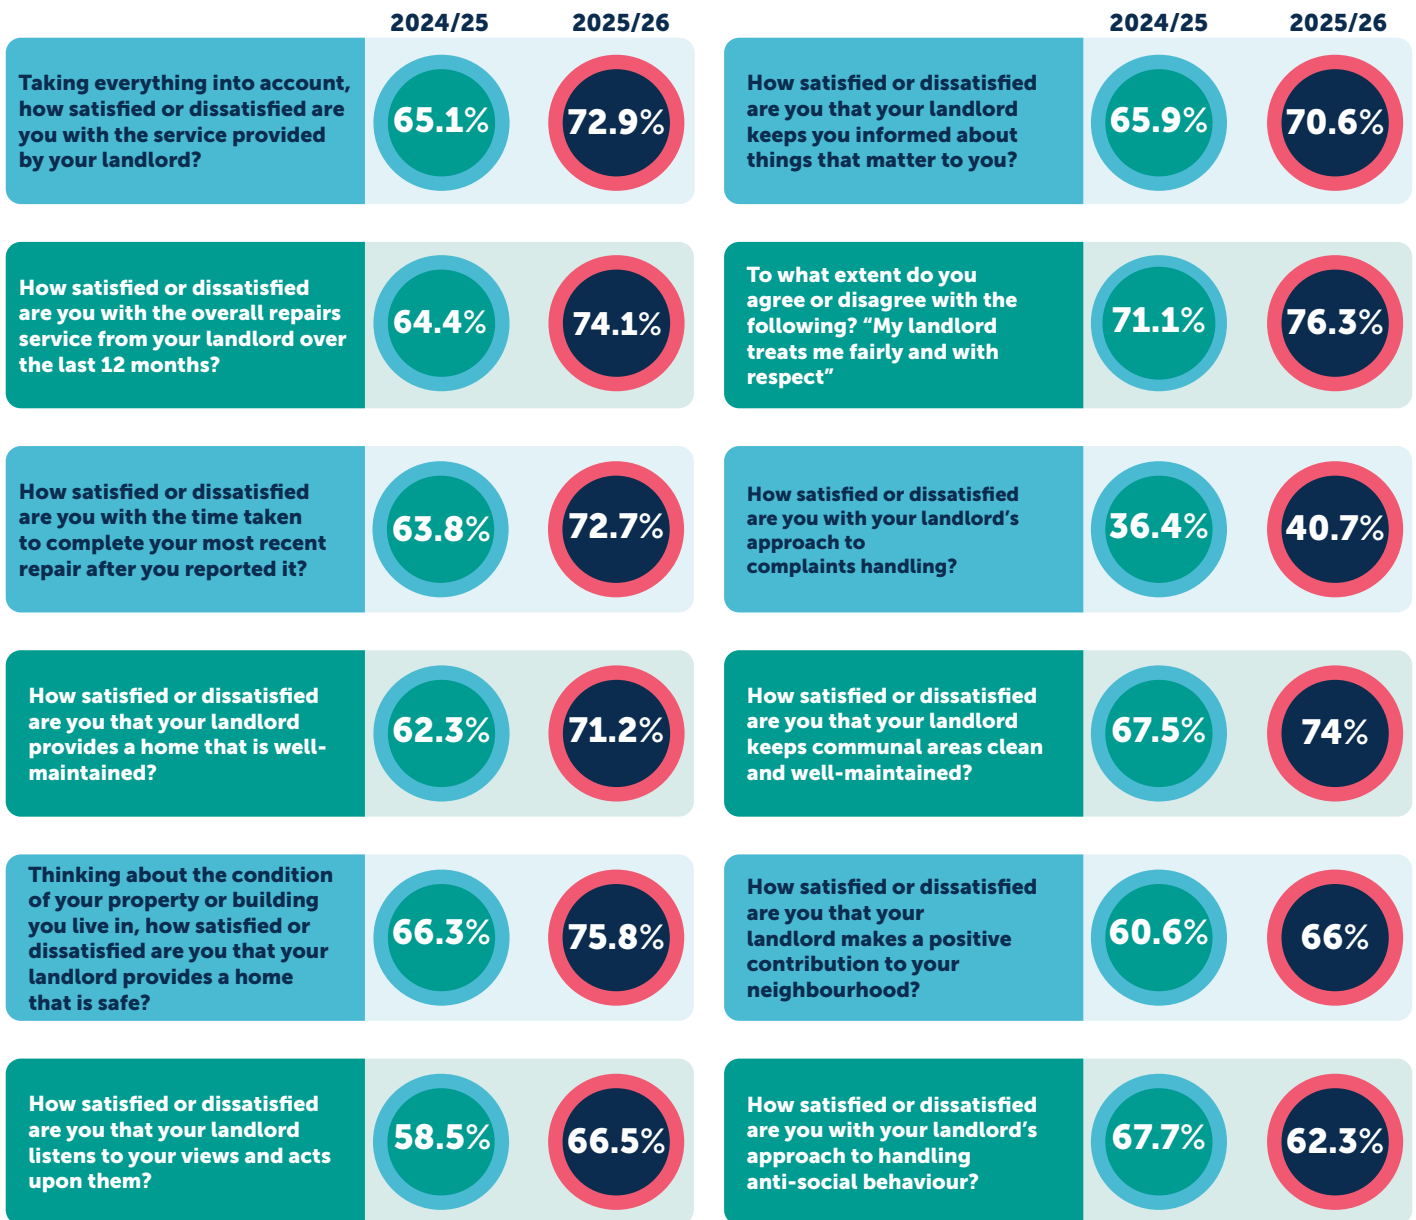 2024/25 2025/26
Taking everything into account,
how satisfied or dissatisfied are
you with the service provided
by your landlord?
65.1% 72.9%
How satisfied or dissatisfied
are you with the overall repairs
service from your landlord over
the last 12 months?
64.4% 74.1%
How satisfied or dissatisfied
are you with the time taken
to complete your most recent
repair after you reported it?
63.8% 72.7%
How satisfied or dissatisfied
are you that your landlord
provides a home that is well-
maintained?
62.3% 71.2%
Thinking about the condition
of your property or building
you live in, how satisfied or
dissatisfied are you that your
landlord provides a home
that is safe?
66.3% 75.8%
How satisfied or dissatisfied
are you that your landlord
listens to your views and acts
upon them?
58.5% 66.5%
2024/25 2025/26
How satisfied or dissatisfied
are you that your landlord
keeps you informed about
things that matter to you?
65.9% 70.6%
To what extent do you
agree or disagree with the
following? “My landlord
treats me fairly and with
respect”
71.1% 76.3%
How satisfied or dissatisfied
are you with your landlord’s
approach to
complaints handling?
36.4% 40.7%
How satisfied or dissatisfied
are you that your landlord
keeps communal areas clean
and well-maintained?
67.5% 74%
How satisfied or dissatisfied
are you that your
landlord makes a positive
contribution to your
neighbourhood?
60.6% 66%
How satisfied or dissatisfied
are you with your landlord’s
approach to handling
anti-social behaviour?
67.7% 62.3%